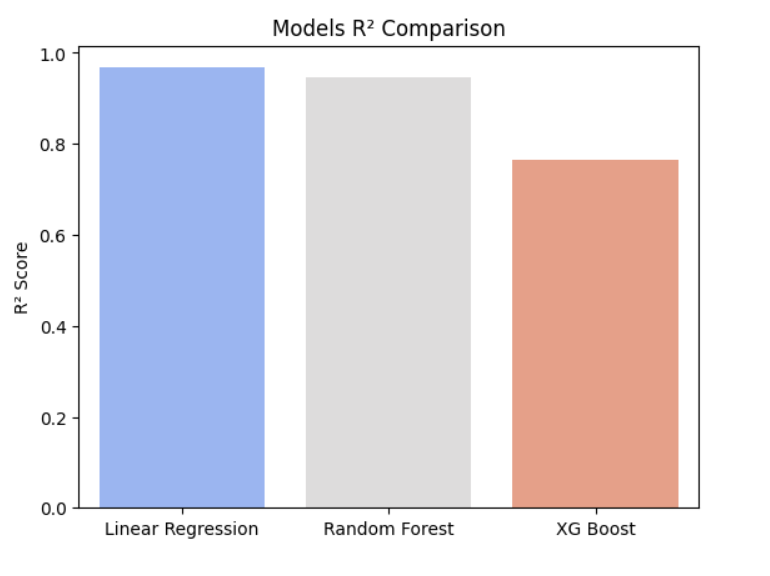 Models R² Comparison
R² Score
1.0
0.8
0.6
0.4
0.2
0.0
Linear Regression
Random Forest
XG Boost